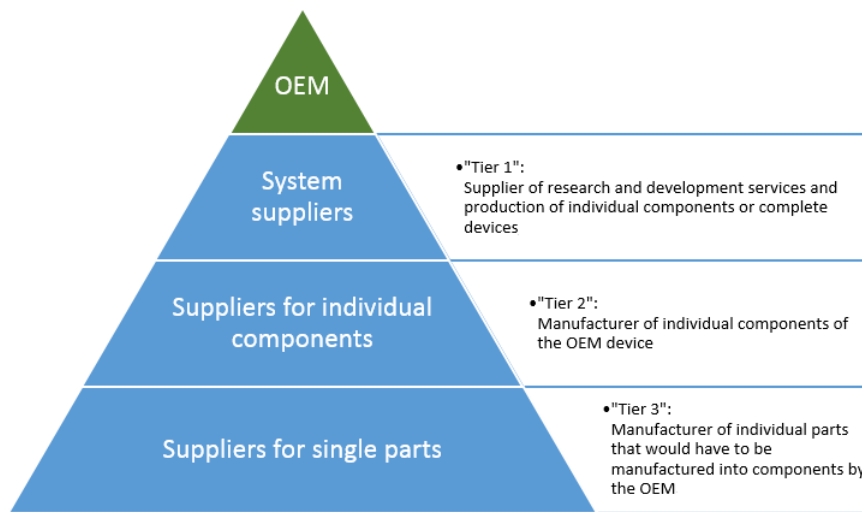 OEM
System
suppliers
•"Tier 1":
Supplier of research and development services and
production of individual components or complete
devices
Suppliers for individual
components
•"Tier 2":
Manufacturer of individual components of
the OEM device
Suppliers for single parts
•"Tier 3":
Manufacturer of individual parts
that would have to be
manufactured into components by
the OEM